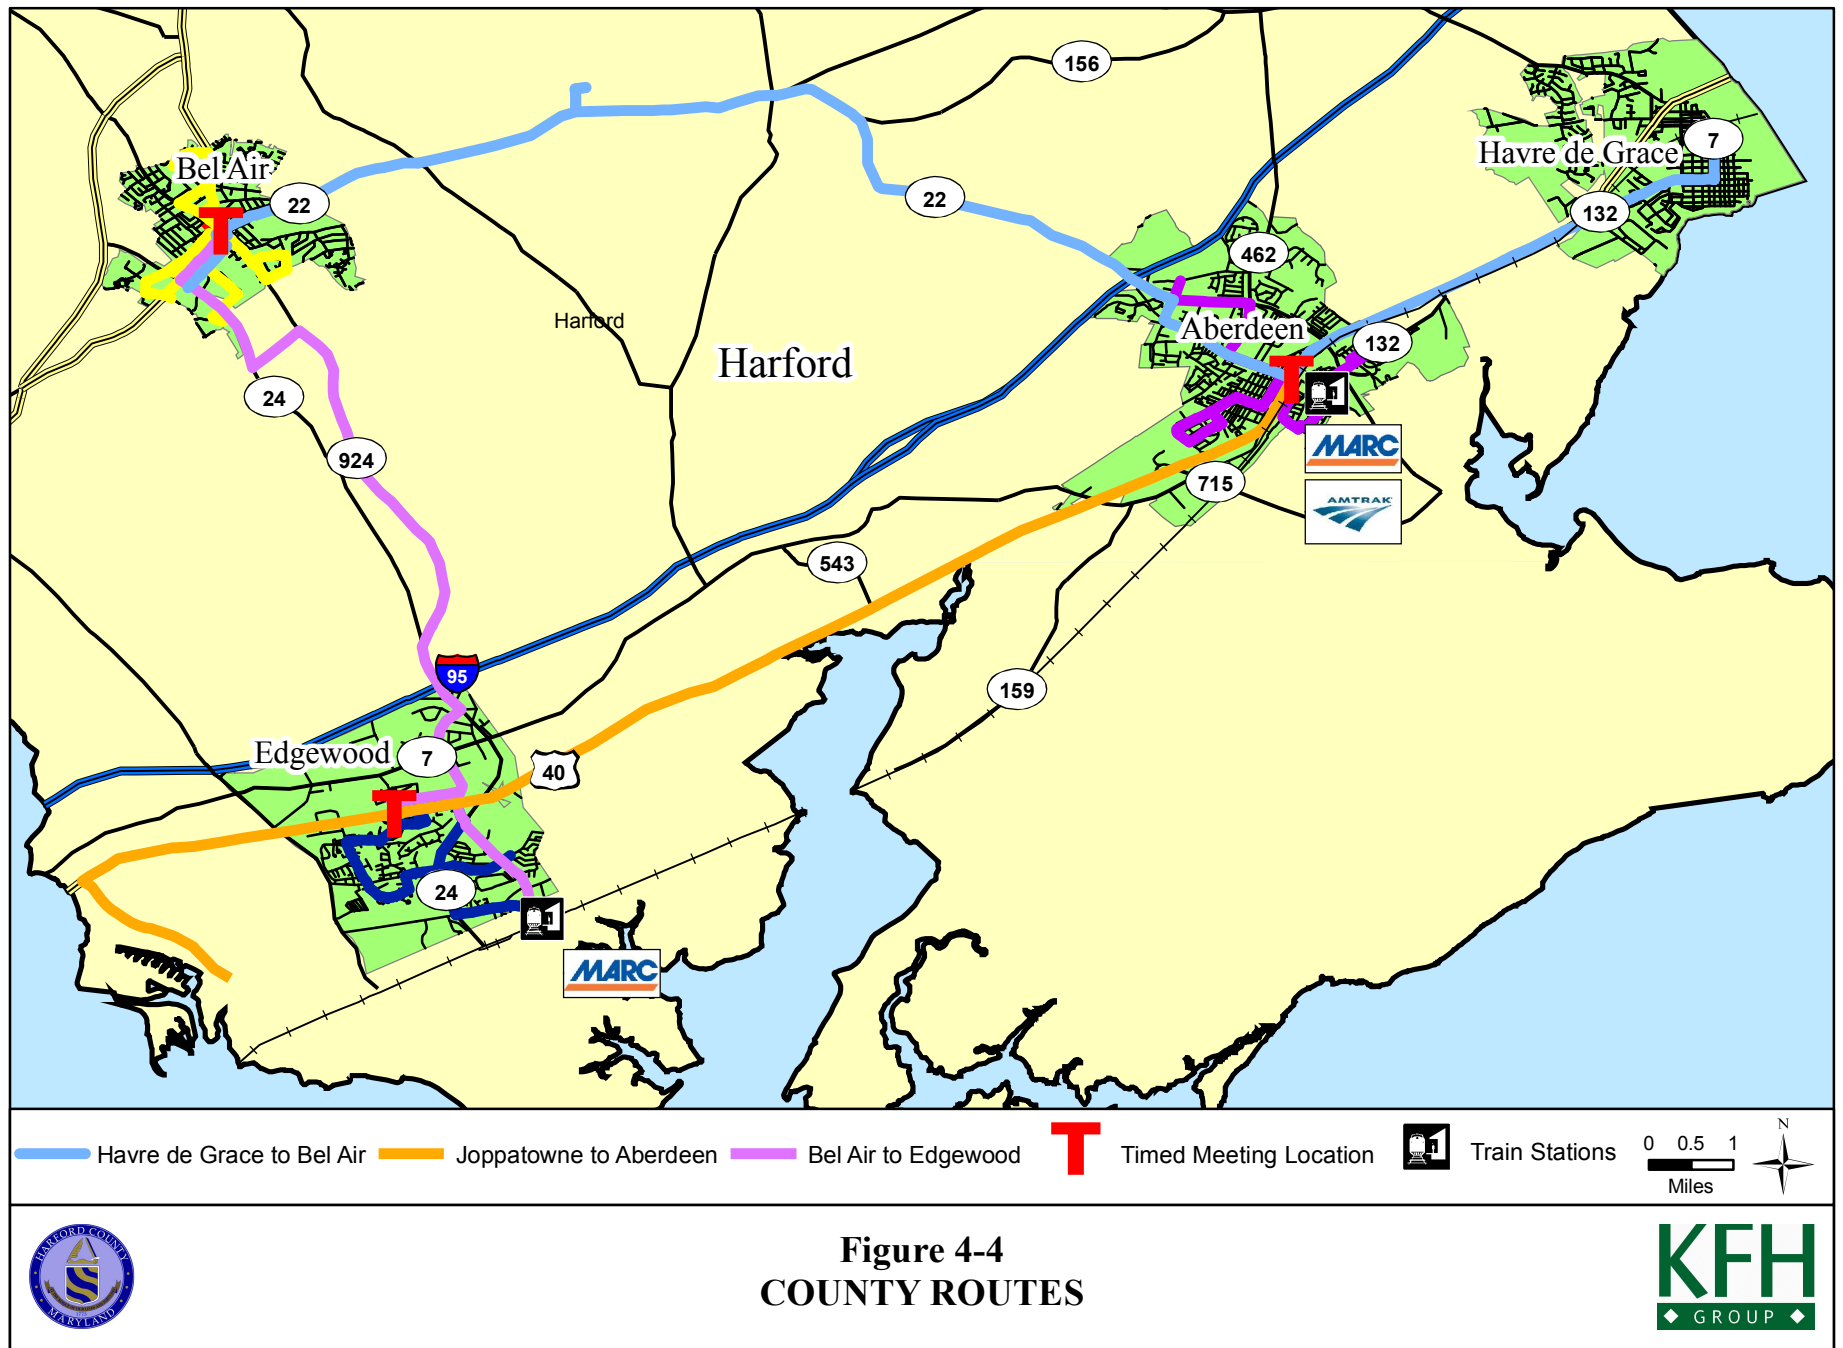 156
7
Bel Air
Havre de Grace
22
22
132
462
Harford
Aberdeen
132
Harford
24
924
MARC
715
AMTRAK
543
95
159
Edgewood
7
40
24
MARC
Havre de Grace to Bel Air
Joppatowne to Aberdeen
Bel Air to Edgewood
Timed Meeting Location
Train Stations
0 0.5 1
Miles
N
HARFORD COUNTY
MARYLAND
Figure 4-4
COUNTY ROUTES
KFH
GROUP